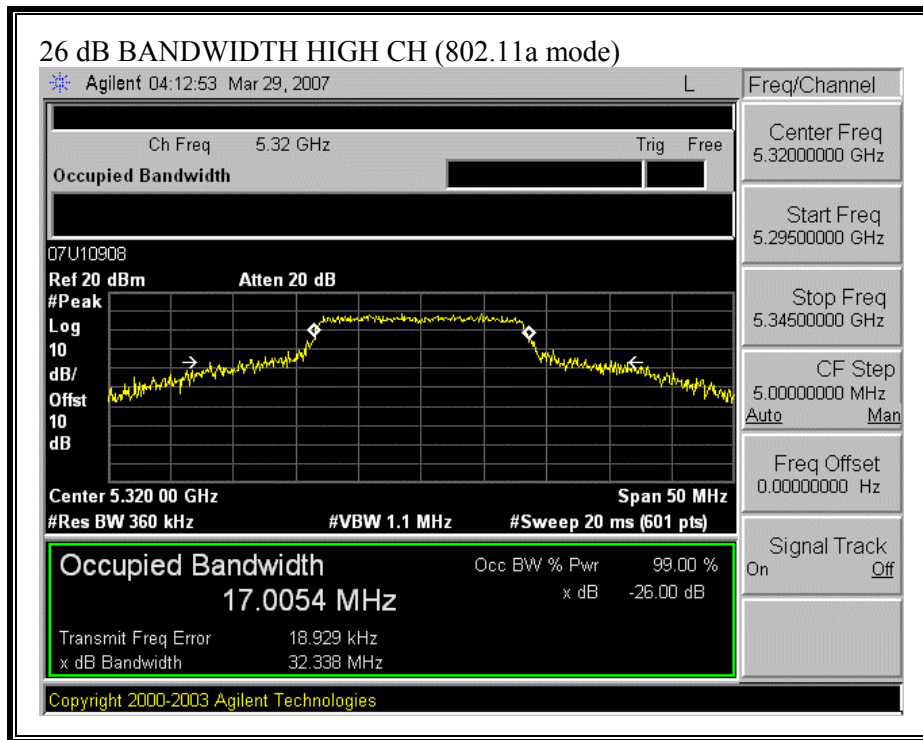 26 dB BANDWIDTH HIGH CH (802.11a mode)
Agilent 04:12:53 Mar 29, 2007 L
Freq/Channel
Ch Freq 5.32 GHz Trig Free
Occupied Bandwidth
Center Freq
5.32000000 GHz
Start Freq
5.29500000 GHz
Stop Freq
5.34500000 GHz
CF Step
5.00000000 MHz
Auto Man
Freq Offset
0.00000000 Hz
Signal Track
On Off
07U10908
Ref 20 dBm Atten 20 dB
#Peak
Log
10
dB/
Offst
10
dB
Center 5.320 00 GHz Span 50 MHz
#Res BW 360 kHz #VBW 1.1 MHz #Sweep 20 ms (601 pts)
Occupied Bandwidth Occ BW % Pwr 99.00 %
17.0054 MHz x dB -26.00 dB
Transmit Freq Error 18.929 kHz
x dB Bandwidth 32.338 MHz
Copyright 2000-2003 Agilent Technologies